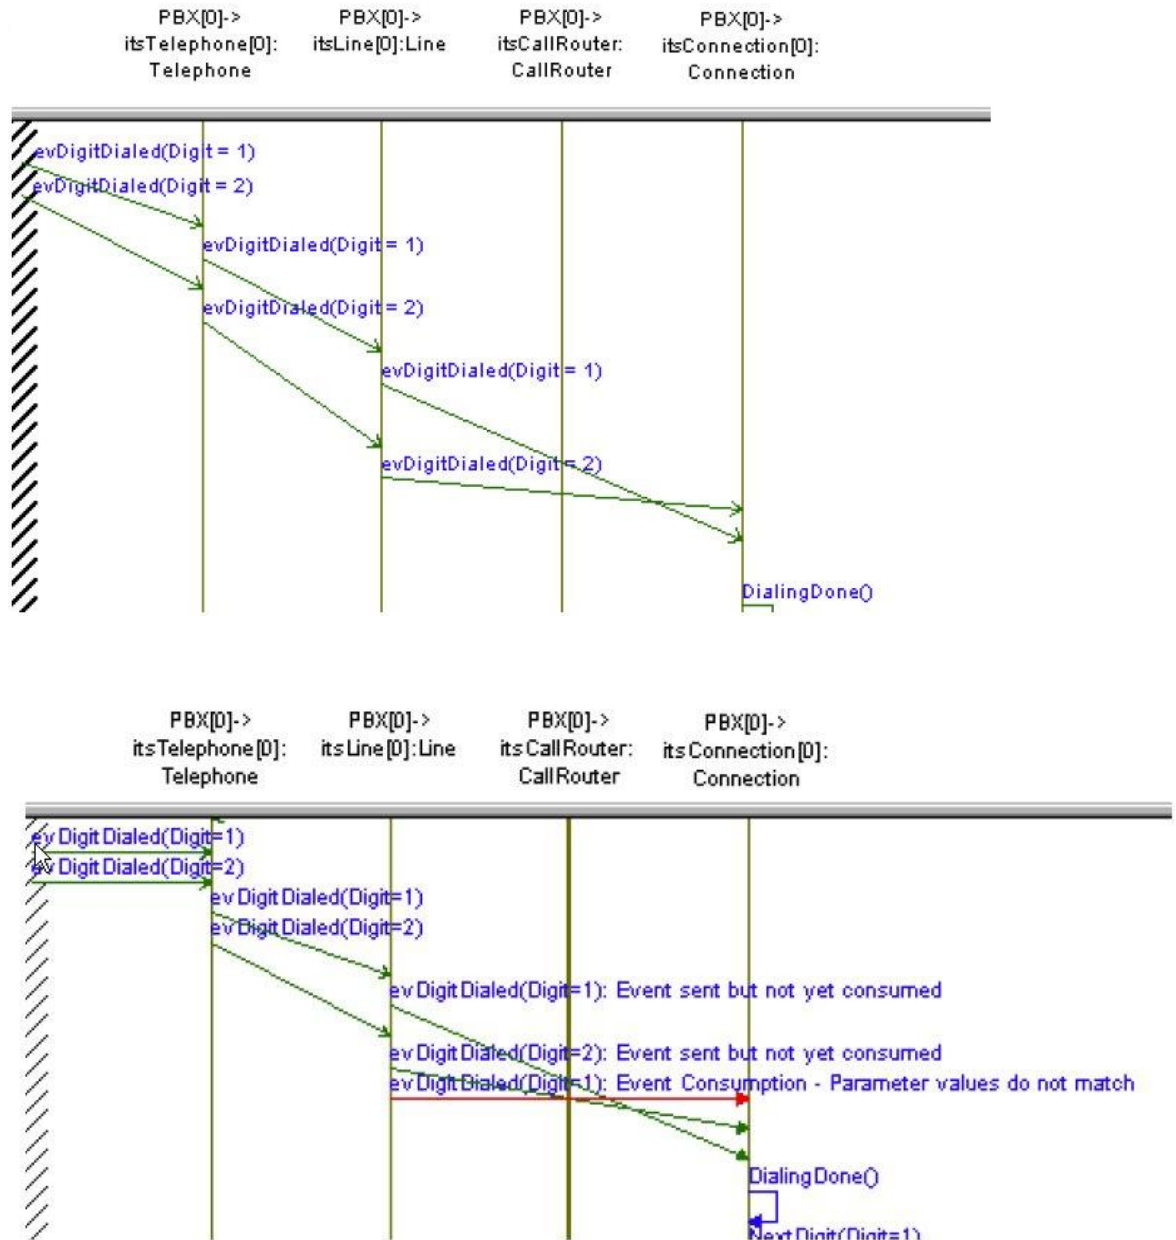 PBX[0]-> PBX[0]-> PBX[0]-> PBX[0]->
itsTelephone[0]: itsLine[0]:Line itsCallRouter: itsConnection[0]:
Telephone CallRouter Connection
evDigitDialed(Digit = 1)
evDigitDialed(Digit = 2)
evDigitDialed(Digit = 1)
evDigitDialed(Digit = 2)
evDigitDialed(Digit = 1)
evDigitDialed(Digit = 2)
DialingDone()
PBX[0]-> PBX[0]-> PBX[0]-> PBX[0]->
itsTelephone[0]: itsLine[0]:Line itsCallRouter: itsConnection[0]:
Telephone CallRouter Connection
evDigitDialed(Digit=1)
evDigitDialed(Digit=2)
evDigitDialed(Digit=1)
evDigitDialed(Digit=2)
evDigitDialed(Digit=1): Event sent but not yet consumed
evDigitDialed(Digit=2): Event sent but not yet consumed
evDigitDialed(Digit=1): Event Consumption - Parameter values do not match
DialingDone()
NextDigit(Digit=1)